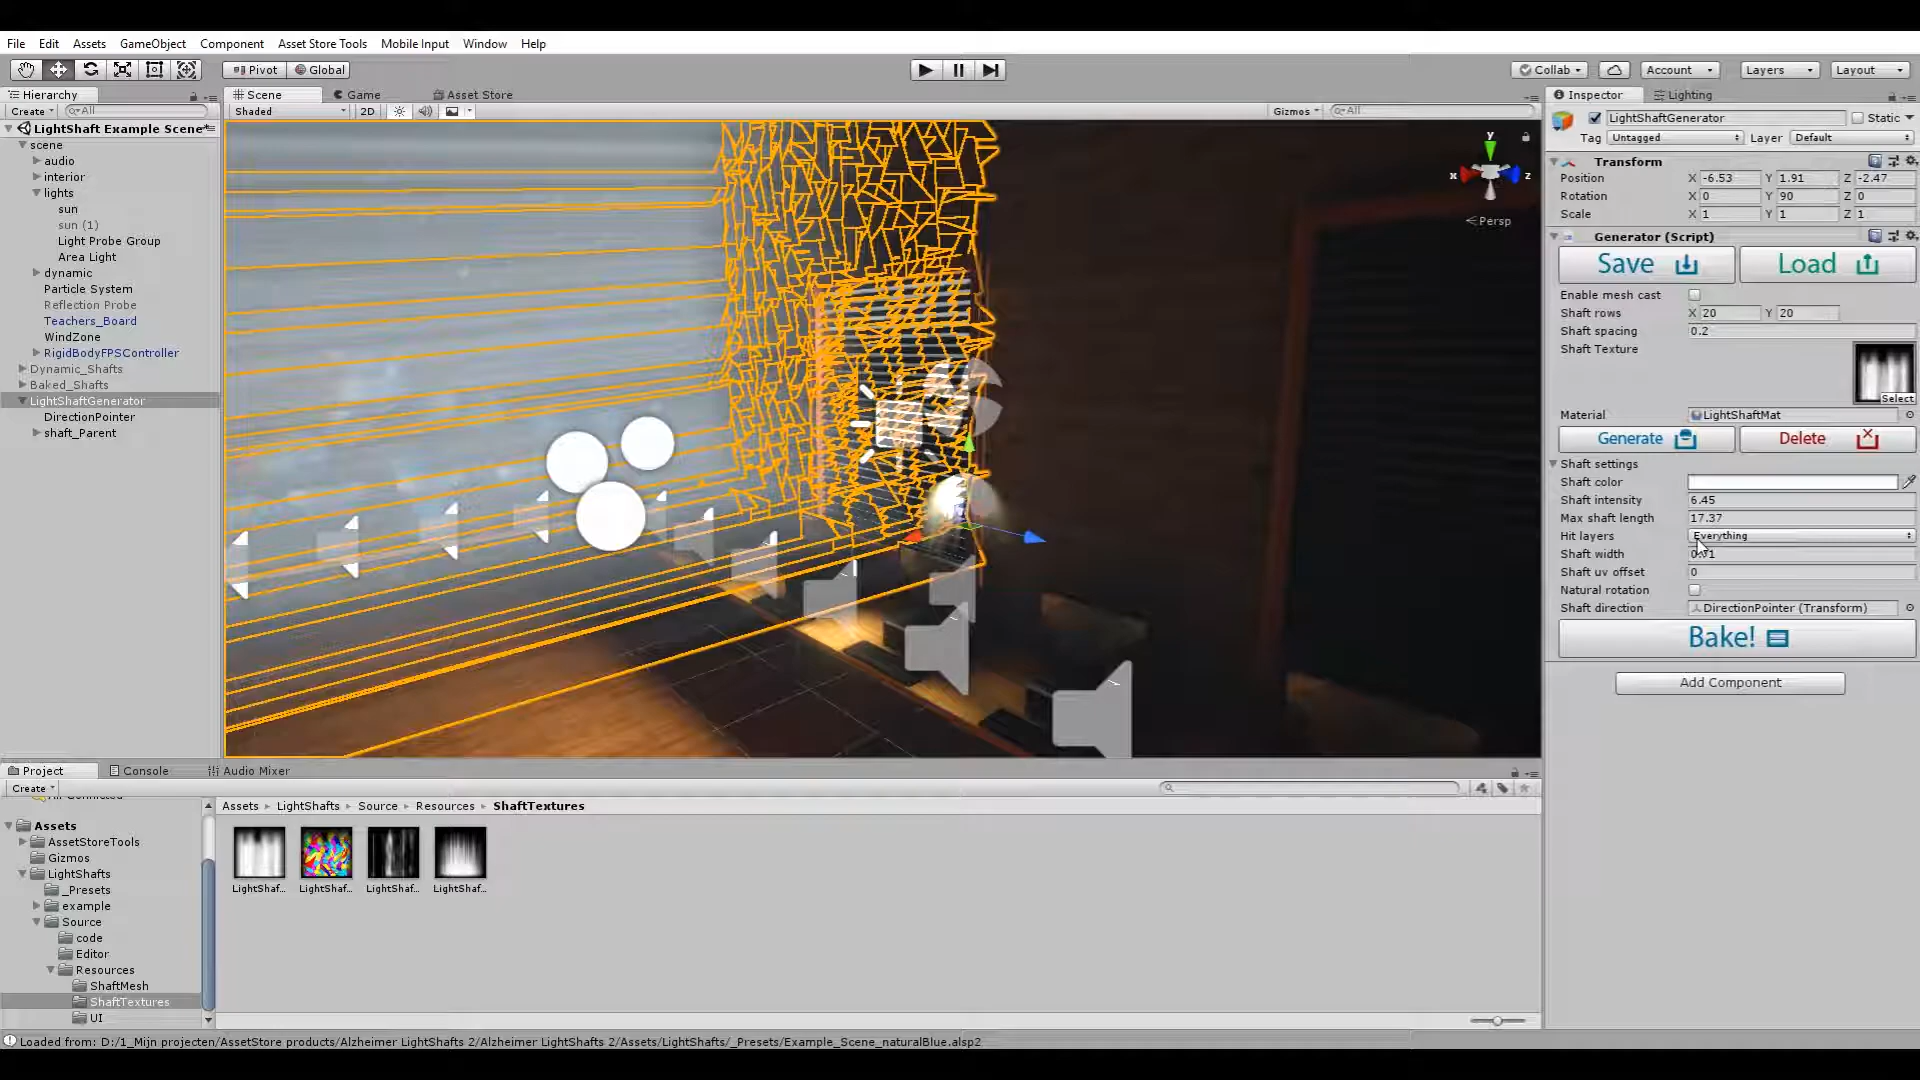 File Edit Assets GameObject Component Asset Store Tools Mobile Input Window Help
Pivot Global Collab Account Layers Layout
Hierarchy
Create All
LightShaft Example Scene*
scene
audio
interior
lights
sun
sun (1)
Light Probe Group
Area Light
dynamic
Particle System
Reflection Probe
Teachers_Board
WindZone
RigidBodyFPSController
Dynamic_Shafts
Baked_Shafts
LightShaftGenerator
DirectionPointer
shaft_Parent
Scene Game Asset Store
Shaded 2D Gizmos All
y
x z
Persp
Inspector Lighting
LightShaftGenerator Static
Tag Untagged Layer Default
Transform
Position X -6.53 Y 1.91 Z -2.47
Rotation X 0 Y 90 Z 0
Scale X 1 Y 1 Z 1
Generator (Script)
Save Load
Enable mesh cast
Shaft rows X 20 Y 20
Shaft spacing 0.2
Shaft Texture
Select
Material LightShaftMat
Generate Delete
Shaft settings
Shaft color
Shaft intensity 6.45
Max shaft length 17.37
Hit layers Everything
Shaft width
Shaft uv offset 0
Natural rotation
Shaft direction DirectionPointer (Transform)
Bake!
Add Component
Project Console Audio Mixer
Create
Assets
AssetStoreTools
Gizmos
LightShafts
_Presets
example
Source
code
Editor
Resources
ShaftMesh
ShaftTextures
UI
Assets LightShafts Source Resources ShaftTextures
LightShaf... LightShaf... LightShaf... LightShaf...
Loaded from: D:/1_Mijn projecten/AssetStore products/Alzheimer LightShafts 2/Alzheimer LightShafts 2/Assets/LightShafts/_Presets/Example_Scene_naturalBlue.alsp2